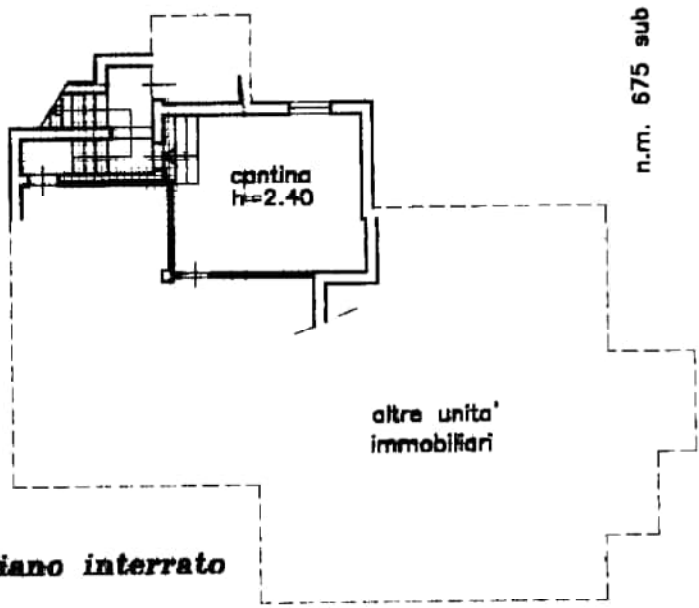 n.m. 675 sub
cantina
h=2.40
altre unita'
immobiliari
iano interrato